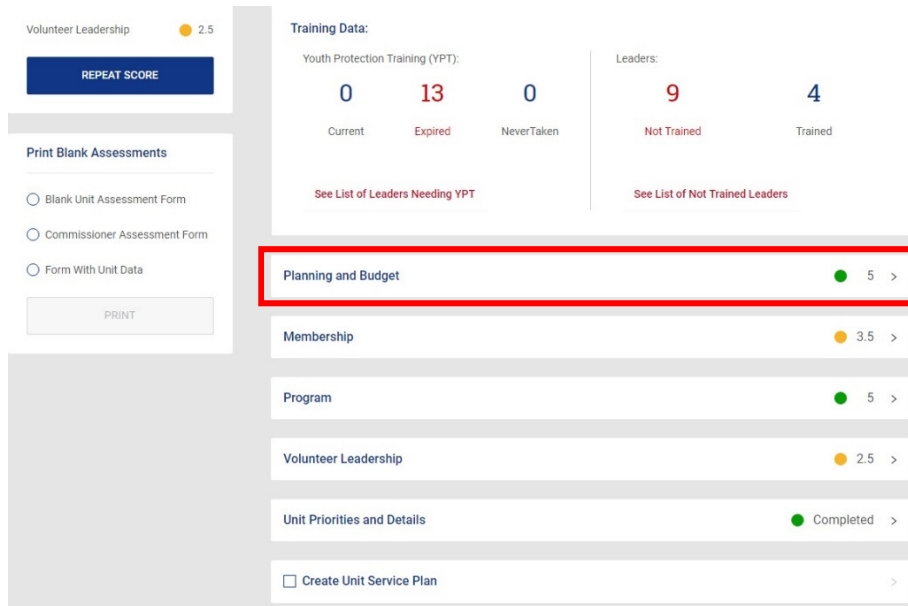 Volunteer Leadership 2.5
REPEAT SCORE
Print Blank Assessments
Blank Unit Assessment Form
Commissioner Assessment Form
Form With Unit Data
PRINT
Training Data:
Youth Protection Training (YPT):
0 13 0
Current Expired NeverTaken
See List of Leaders Needing YPT
Leaders:
9 4
Not Trained Trained
See List of Not Trained Leaders
Planning and Budget 5 >
Membership 3.5 >
Program 5 >
Volunteer Leadership 2.5 >
Unit Priorities and Details Completed >
Create Unit Service Plan >